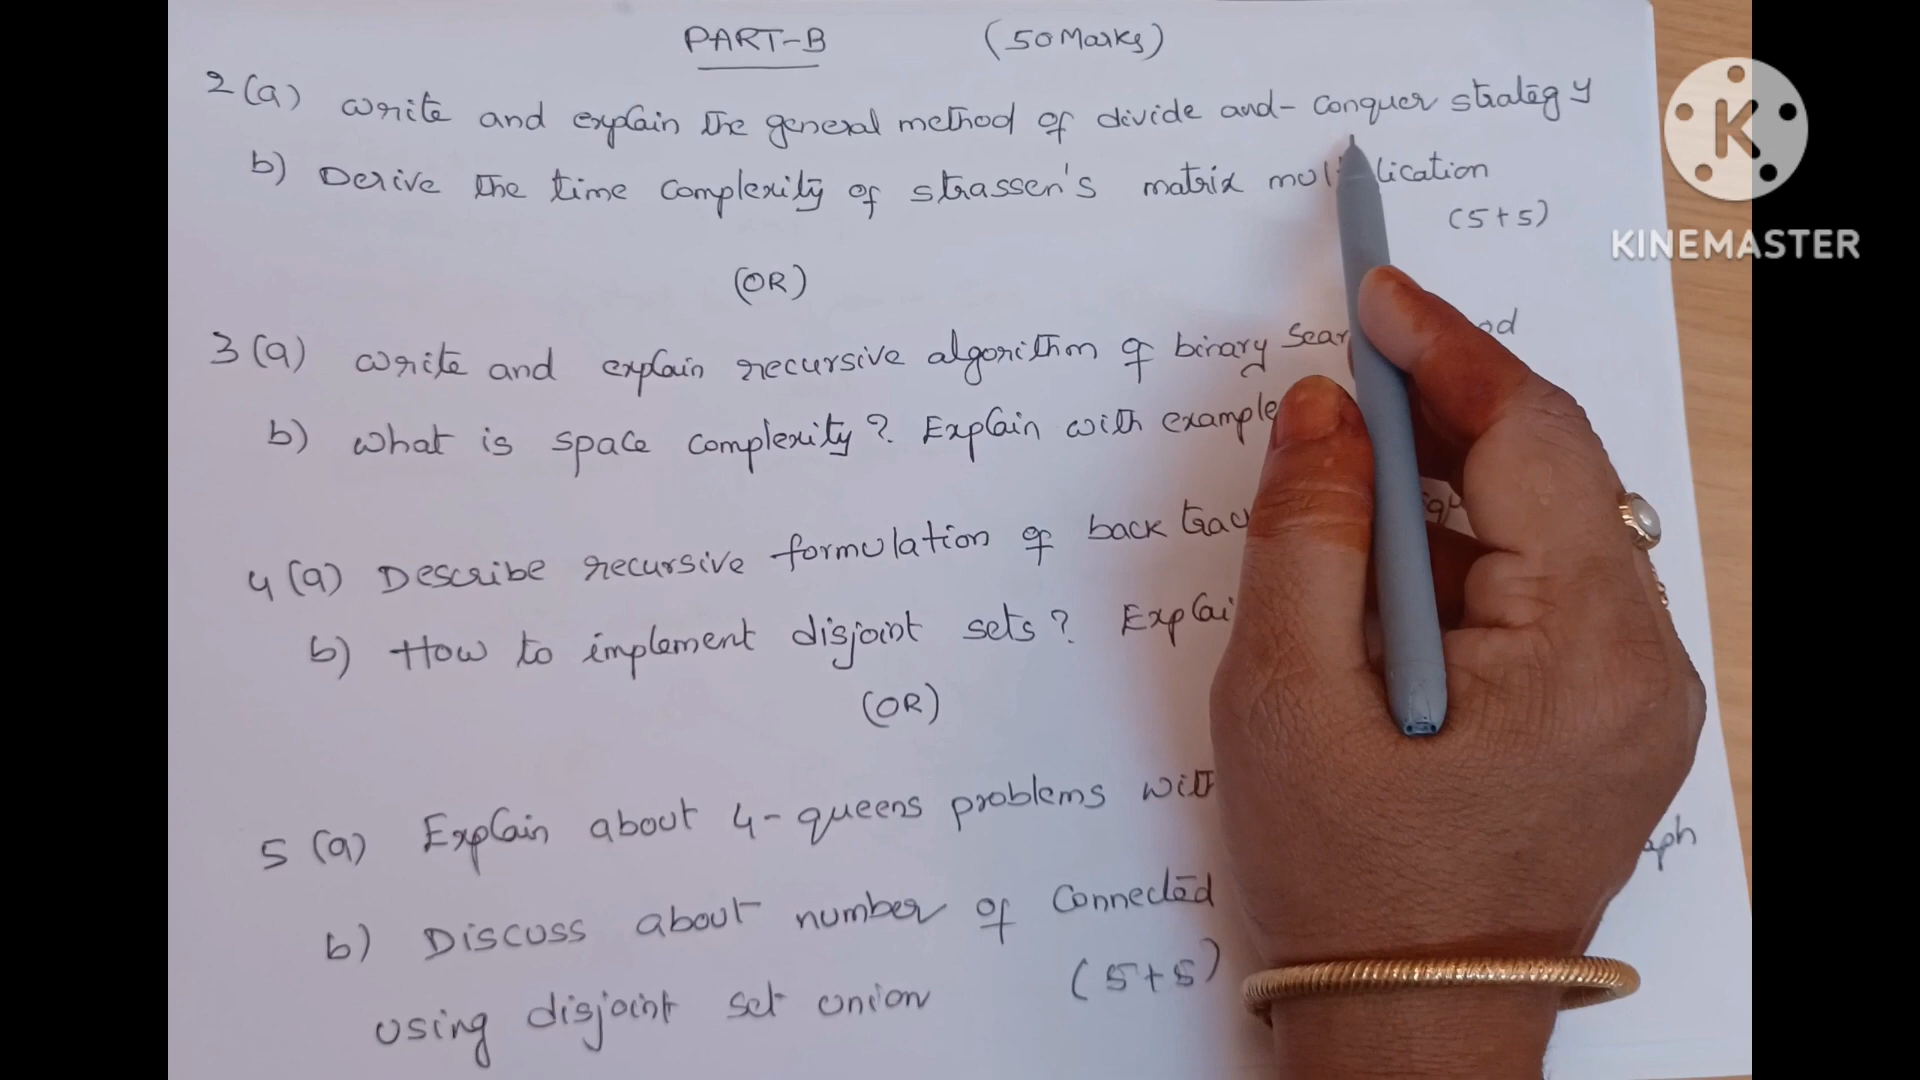 PART-B (50 Marks)
2 (a) write and explain the general method of divide and- conquer strategy
b) Derive the time complexity of strassen's matrix
(5+5)
KINEMASTER
(OR)
3 (a) write and explain recursive algorithm of binary
b) what is space complexity? Explain with example
4 (a) Describe recursive formulation of back
b) How to implement disjoint sets?
(OR)
5 (a) Explain about 4-queens problems
b) Discuss about number of connected
using disjoint set union (5+5)